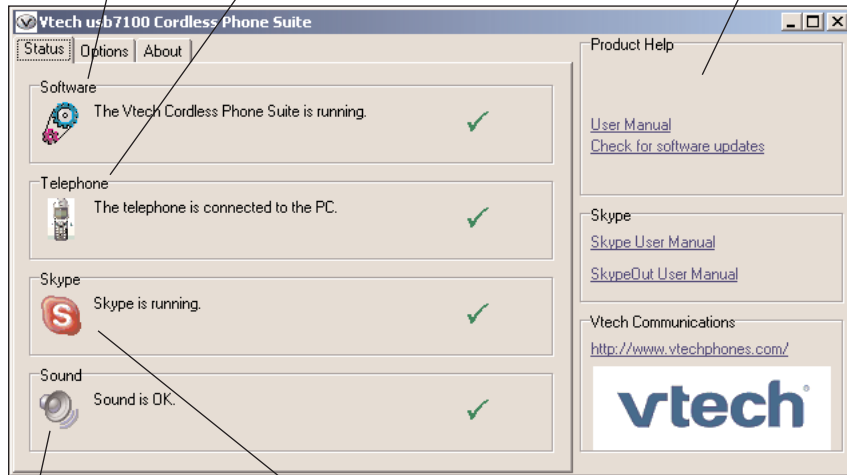 Vtech usb7100 Cordless Phone Suite
Status Options About
Software
The Vtech Cordless Phone Suite is running.
Telephone
The telephone is connected to the PC.
Skype
Skype is running.
Sound
Sound is OK.
Product Help
User Manual
Check for software updates
Skype
Skype User Manual
SkypeOut User Manual
Vtech Communications
http://www.vtechphones.com/
vtech